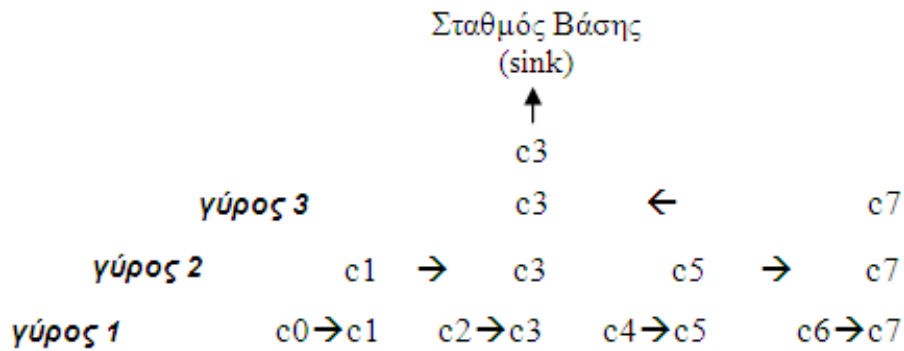 Σταθμός Βάσης
(sink)
↑
c3
γύρος 3 c3 ← c7
γύρος 2 c1 → c3 c5 → c7
γύρος 1 c0→c1 c2→c3 c4→c5 c6→c7